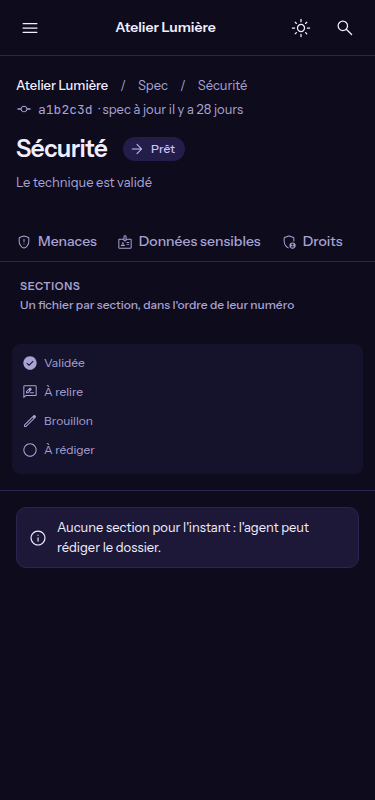 Atelier Lumière
Atelier Lumière / Spec / Sécurité
a1b2c3d · spec à jour il y a 28 jours
Sécurité
Prêt
Le technique est validé
Menaces
Données sensibles
Droits
SECTIONS
Un fichier par section, dans l'ordre de leur numéro
Validée
À relire
Brouillon
À rédiger
Aucune section pour l'instant : l'agent peut
rédiger le dossier.